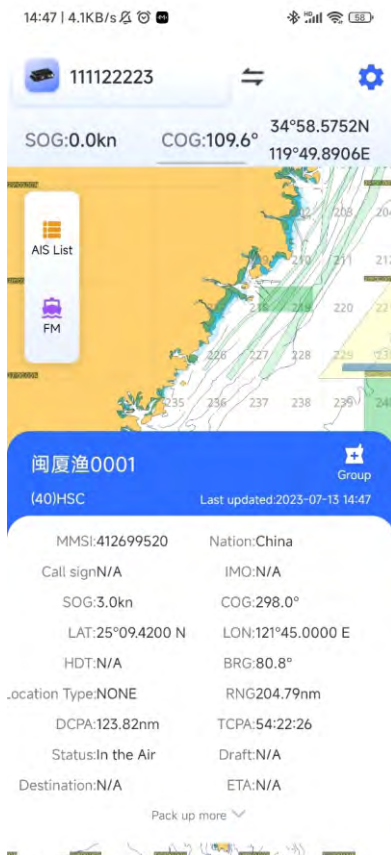 14:47 | 4.1KB/s
58
111122223
SOG:0.0kn COG:109.6° 34°58.5752N
119°49.8906E
AIS List
FM
202 203 204
210 211 212
218 219 220
226 227 228 229
235 236 237 238 239
闽厦渔0001
Group
(40)HSC Last updated:2023-07-13 14:47
MMSI:412699520 Nation:China
Call signN/A IMO:N/A
SOG:3.0kn COG:298.0°
LAT:25°09.4200 N LON:121°45.0000 E
HDT:N/A BRG:80.8°
Location Type:NONE RNG204.79nm
DCPA:123.82nm TCPA:54:22:26
Status:In the Air Draft:N/A
Destination:N/A ETA:N/A
Pack up more